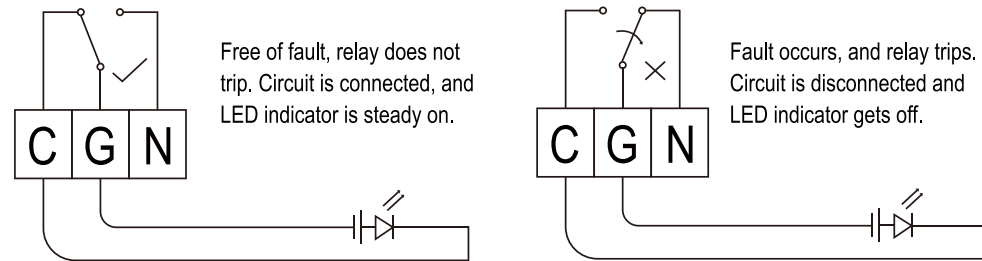 Free of fault, relay does not
trip. Circuit is connected, and
LED indicator is steady on.
C G N
Fault occurs, and relay trips.
Circuit is disconnected and
LED indicator gets off.
C G N